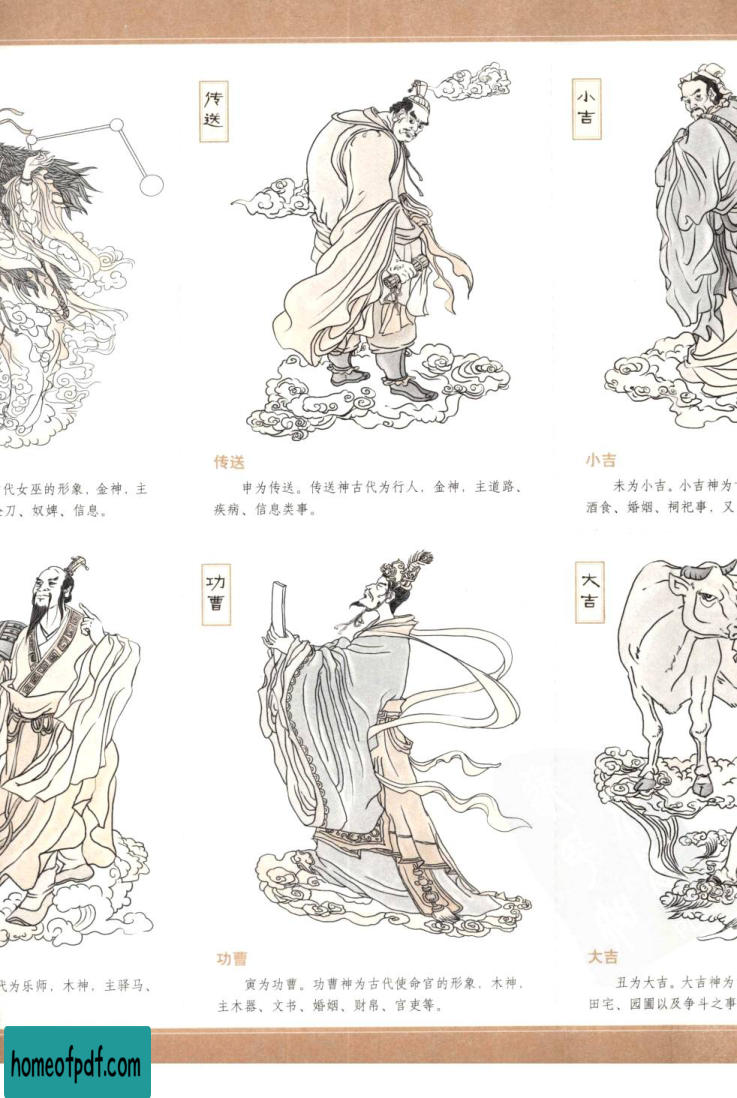 传送
小吉
代女巫的形象，金神，主
刀、奴婢、信息。
传送
申为传送。传送神古代为行人，金神，主道路、
疾病、信息类事。
小吉
未为小吉。小吉神为
酒食、婚姻、祠祀事，又
功曹
大吉
代为乐师，木神，主驿马、
功曹
寅为功曹。功曹神为古代使命官的形象，木神，
主木器、文书、婚姻、财帛、官吏等。
大吉
丑为大吉。大吉神为
田宅、园圃以及争斗之事
homeofpdf.com